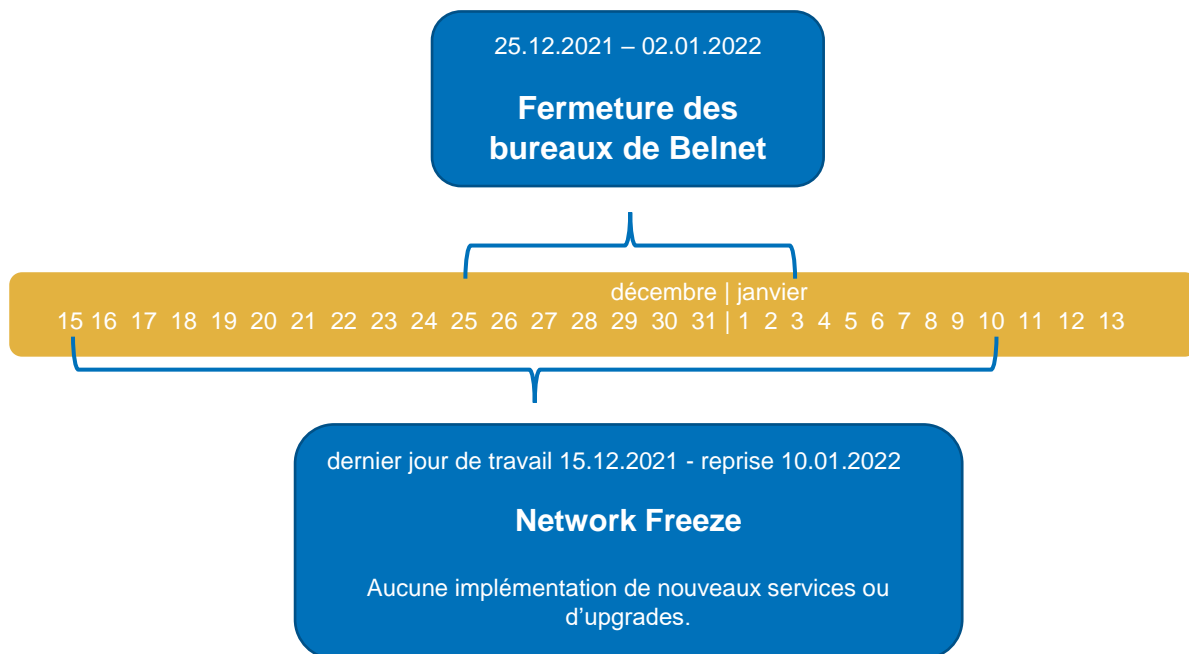 25.12.2021 – 02.01.2022
Fermeture des
bureaux de Belnet
décembre | janvier
15 16 17 18 19 20 21 22 23 24 25 26 27 28 29 30 31 | 1 2 3 4 5 6 7 8 9 10 11 12 13
dernier jour de travail 15.12.2021 - reprise 10.01.2022
Network Freeze
Aucune implémentation de nouveaux services ou
d’upgrades.